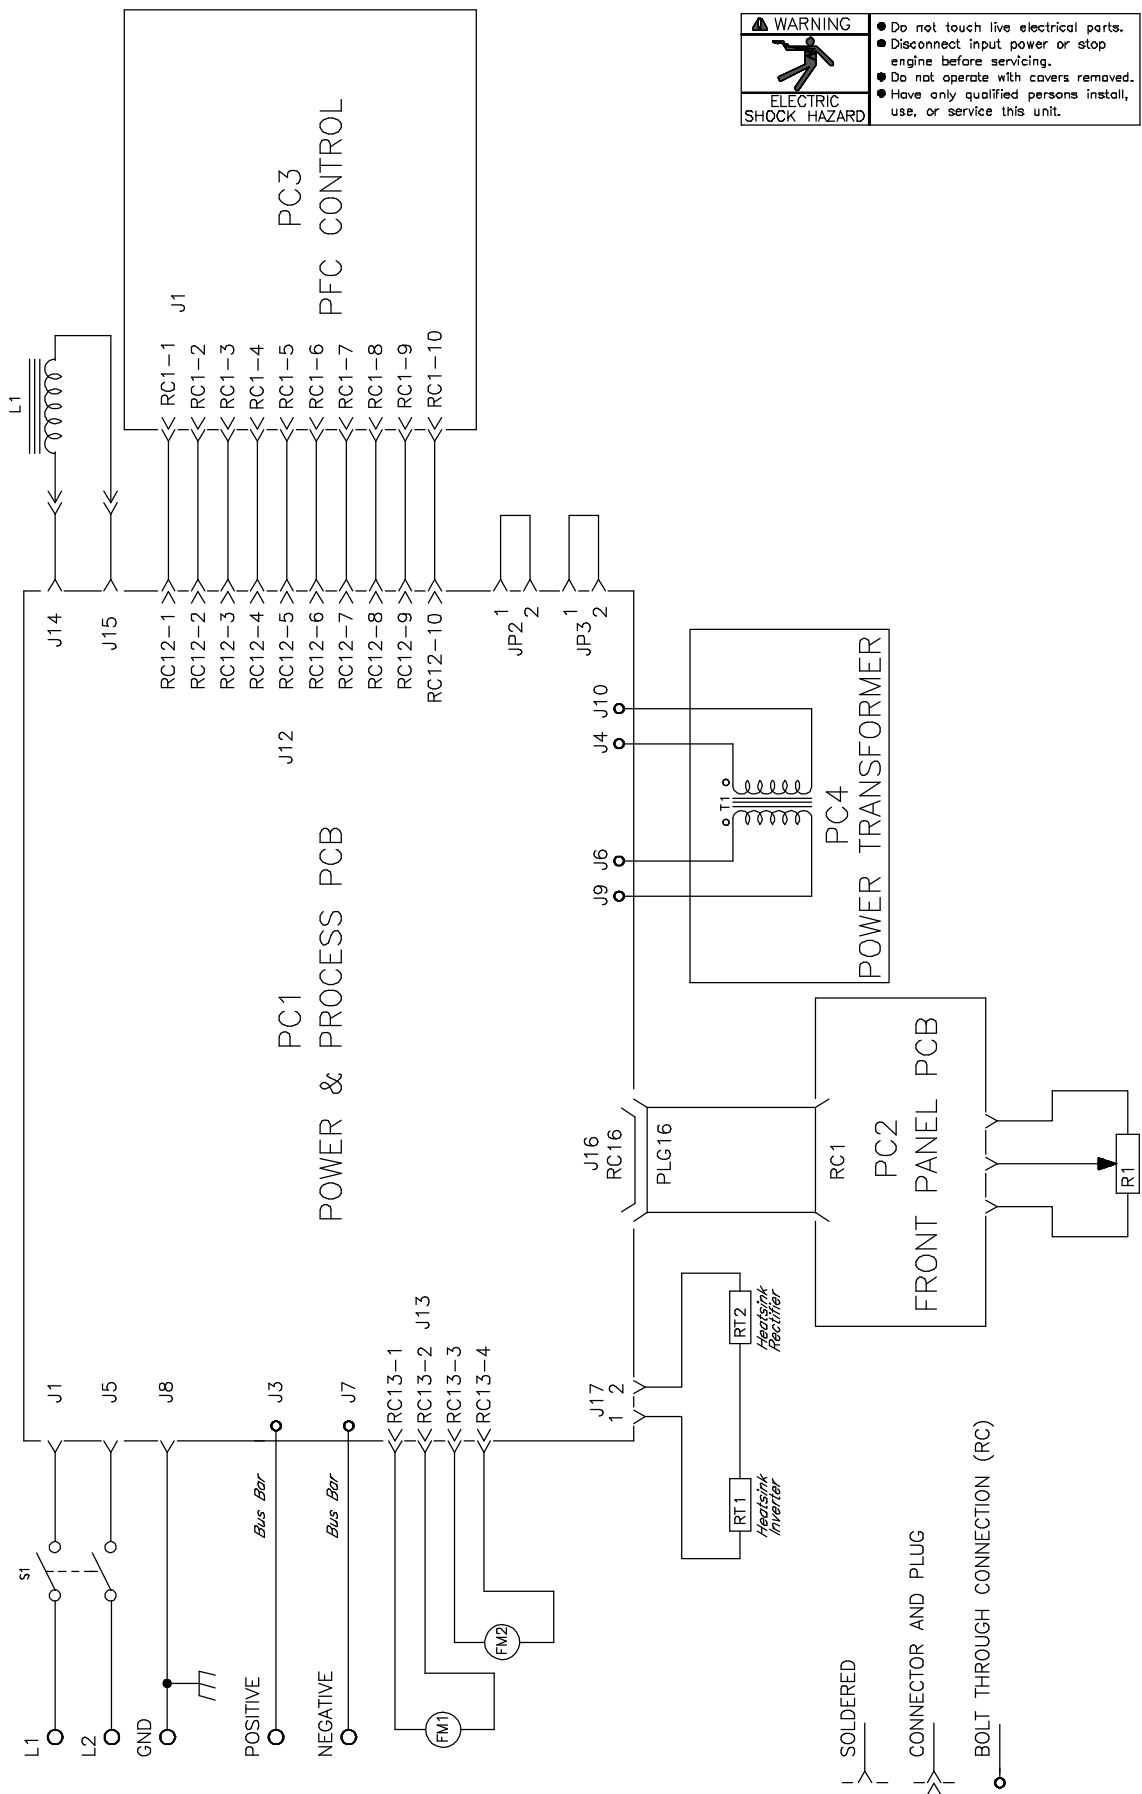 WARNING
ELECTRIC
SHOCK HAZARD
Do not touch live electrical parts.
Disconnect input power or stop
engine before servicing.
Do not operate with covers removed.
Have only qualified persons install,
use, or service this unit.
L1
L2
GND
POSITIVE
NEGATIVE
S1
Bus Bar
Bus Bar
FM1
FM2
J1
J5
J8
J3
J7
RC13-1
RC13-2
RC13-3
RC13-4
J13
J17
1
2
RT1
Heatsink
Inverter
RT2
Heatsink
Rectifier
PC1
POWER & PROCESS PCB
J16
RC16
PLG16
RC1
PC2
FRONT PANEL PCB
R1
J9
J6
J4
J10
T1
PC4
POWER TRANSFORMER
J14
J15
L1
J12
RC12-1
RC12-2
RC12-3
RC12-4
RC12-5
RC12-6
RC12-7
RC12-8
RC12-9
RC12-10
JP2
1
2
JP3
1
2
RC1-1
RC1-2
RC1-3
RC1-4
RC1-5
RC1-6
RC1-7
RC1-8
RC1-9
RC1-10
J1
PC3
PFC CONTROL
SOLDERED
CONNECTOR AND PLUG
BOLT THROUGH CONNECTION (RC)